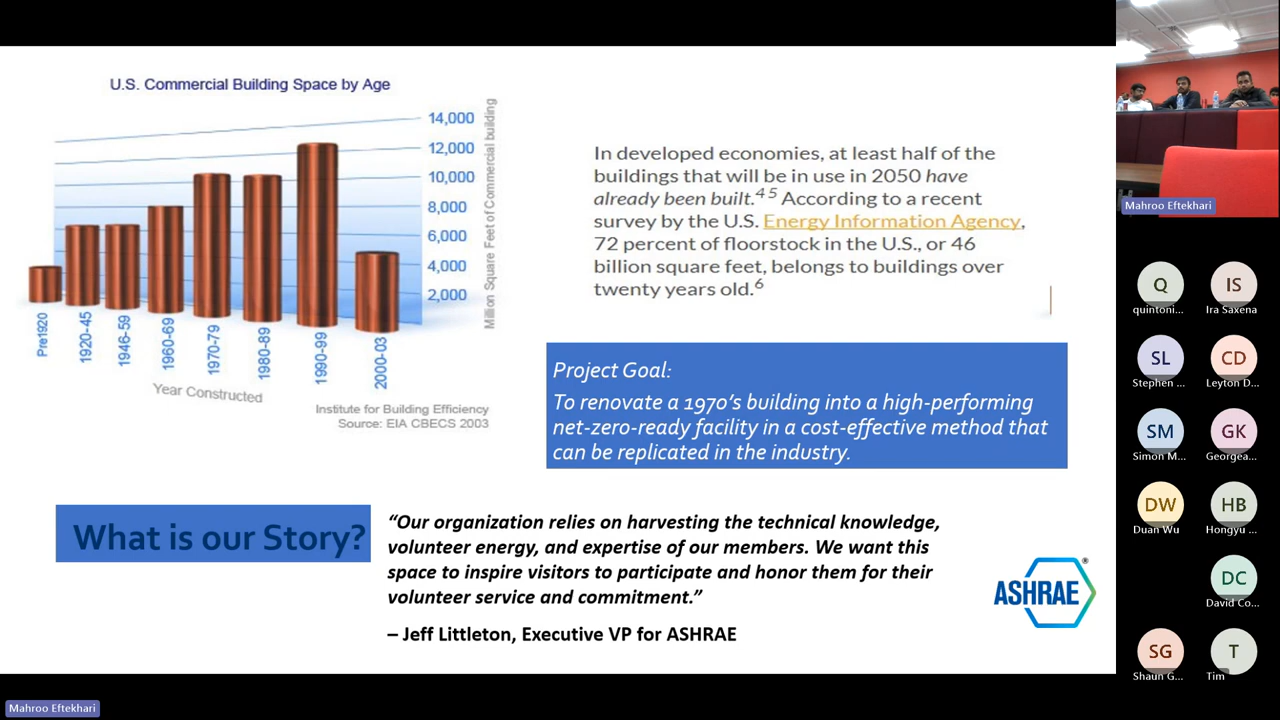 U.S. Commercial Building Space by Age
14,000
12,000
10,000
8,000
6,000
4,000
2,000
Million Square Feet of Commercial building
Pre1920
1920-45
1946-59
1960-69
1970-79
1980-89
1990-99
2000-03
Year Constructed
Institute for Building Efficiency
Source: EIA CBECS 2003
In developed economies, at least half of the
buildings that will be in use in 2050 have
already been built.4 5 According to a recent
survey by the U.S. Energy Information Agency,
72 percent of floorstock in the U.S., or 46
billion square feet, belongs to buildings over
twenty years old.6
Project Goal:
To renovate a 1970's building into a high-performing
net-zero-ready facility in a cost-effective method that
can be replicated in the industry.
What is our Story?
“Our organization relies on harvesting the technical knowledge,
volunteer energy, and expertise of our members. We want this
space to inspire visitors to participate and honor them for their
volunteer service and commitment.”
– Jeff Littleton, Executive VP for ASHRAE
ASHRAE®
Mahroo Eftekhari
Q
quintoni...
IS
Ira Saxena
SL
Stephen ...
CD
Leyton D...
SM
Simon M...
GK
Georgea...
DW
Duan Wu
HB
Hongyu ...
DC
David Co...
SG
Shaun G...
T
Tim
Mahroo Eftekhari